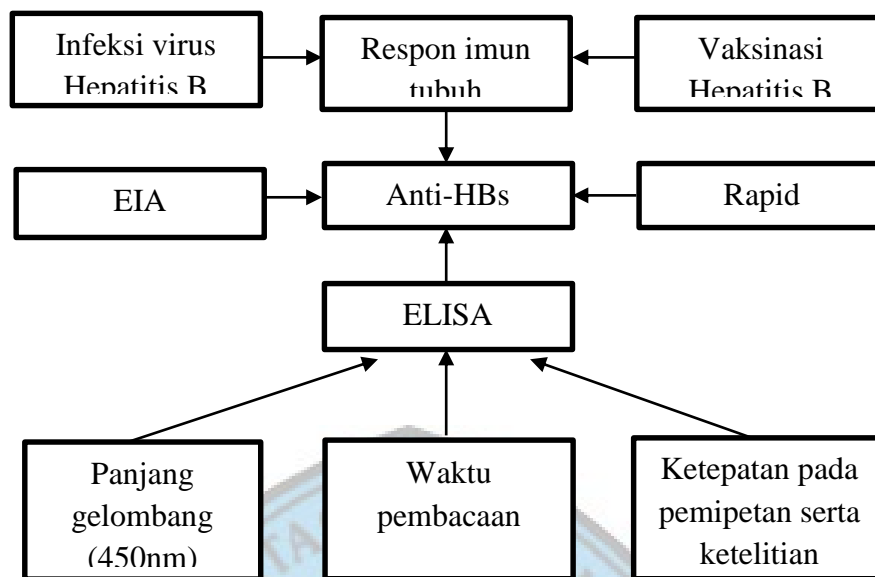 Infeksi virus
Hepatitis B
Respon imun
tubuh
Vaksinasi
Hepatitis B
EIA
Anti-HBs
Rapid
ELISA
Panjang
gelombang
(450nm)
Waktu
pembacaan
Ketepatan pada
pemipetan serta
ketelitian